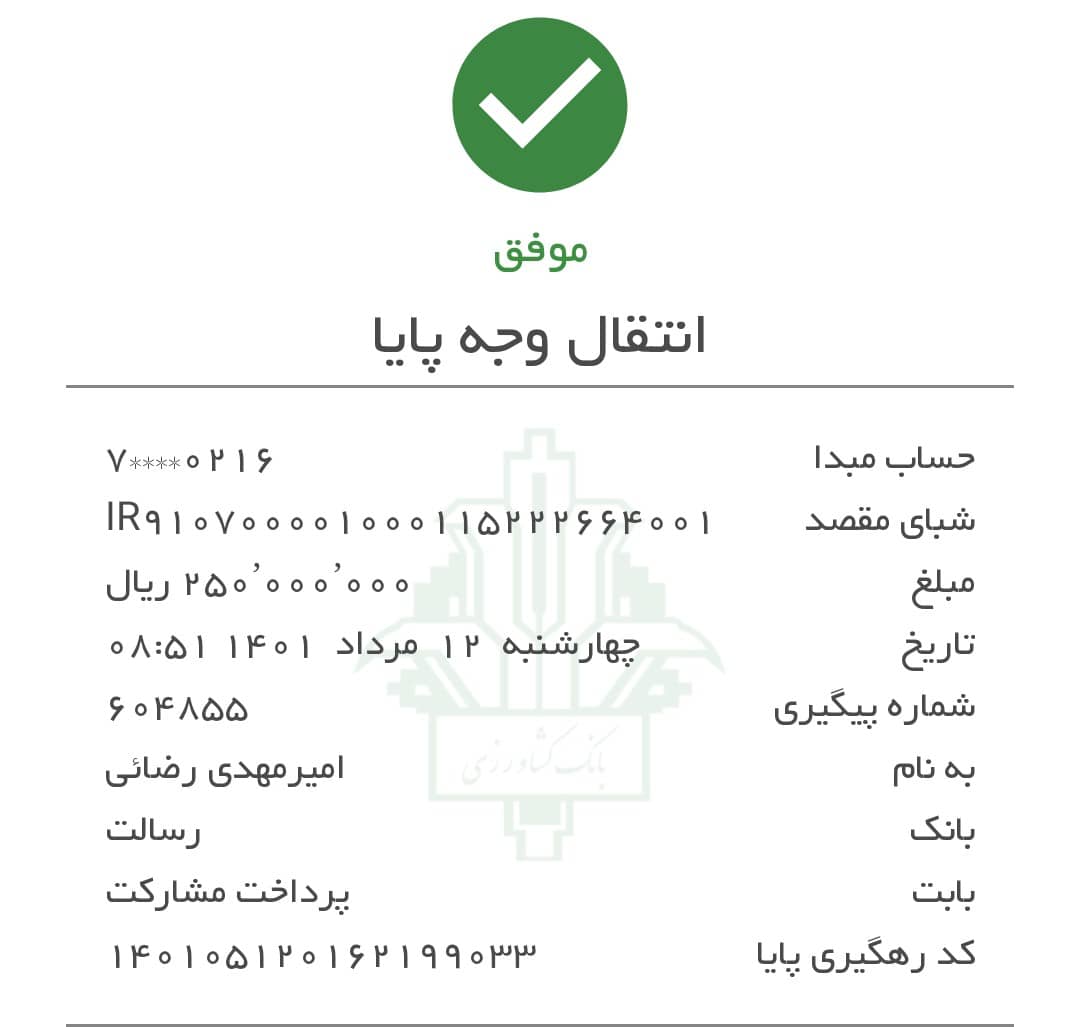 موفق
انتقال وجه پایا
حساب مبدا ۷****۰۲۱۶
شبای مقصد IR۹۱۰۷۰۰۰۰۱۰۰۰۱۱۵۲۲۲۶۶۴۰۰۱
مبلغ ۲۵۰٬۰۰۰٬۰۰۰ ریال
تاریخ چهارشنبه ۱۲ مرداد ۱۴۰۱ ۰۸:۵۱
شماره پیگیری ۶۰۴۸۵۵
به نام امیرمهدی رضائی
بانک کشاورزی
بانک رسالت
بابت پرداخت مشارکت
کد رهگیری پایا ۱۴۰۱۰۵۱۲۰۱۶۲۱۹۹۰۳۳